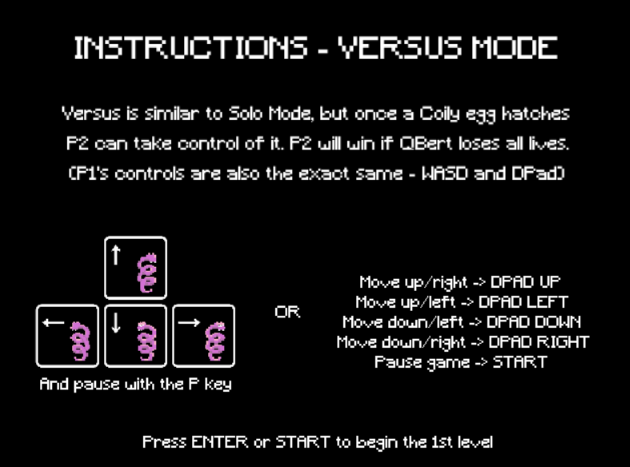 INSTRUCTIONS - VERSUS MODE
Versus is similar to Solo Mode, but once a Coily egg hatches
P2 can take control of it. P2 will win if QBert loses all lives.
(P1's controls are also the exact same - WASD and DPad)
↑
← ↓ →
And pause with the P key
OR
Move up/right -> DPAD UP
Move up/left -> DPAD LEFT
Move down/left -> DPAD DOWN
Move down/right -> DPAD RIGHT
Pause game -> START
Press ENTER or START to begin the 1st level